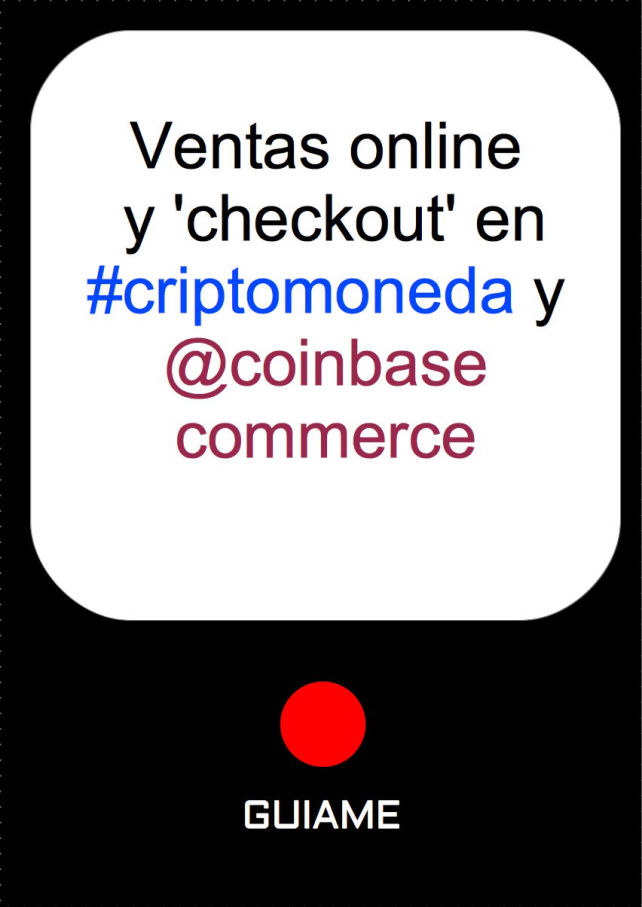 Ventas online
y 'checkout' en
#criptomoneda y
@coinbase
commerce
GUIAME